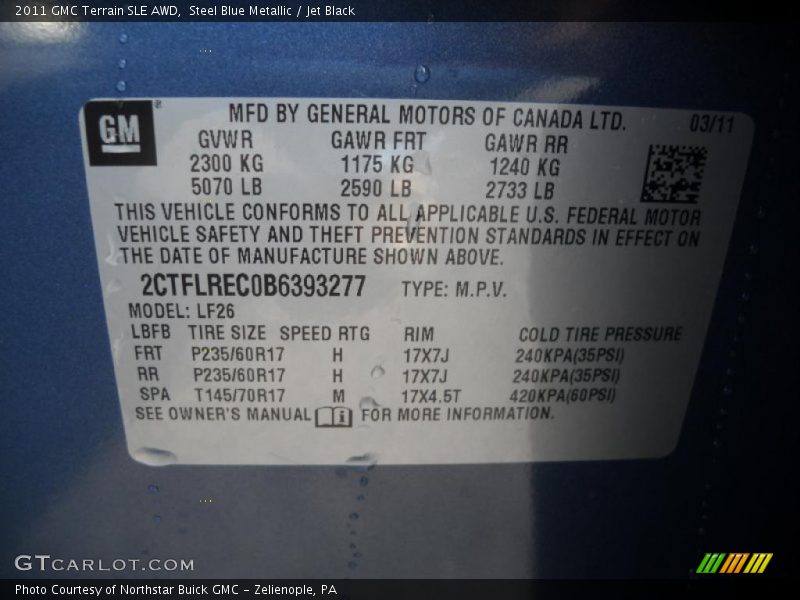 2011 GMC Terrain SLE AWD,  Steel Blue Metallic / Jet Black
GM
MFD BY GENERAL MOTORS OF CANADA LTD. 03/11
GVWR GAWR FRT GAWR RR
2300 KG 1175 KG 1240 KG
5070 LB 2590 LB 2733 LB
THIS VEHICLE CONFORMS TO ALL APPLICABLE U.S. FEDERAL MOTOR
VEHICLE SAFETY AND THEFT PREVENTION STANDARDS IN EFFECT ON
THE DATE OF MANUFACTURE SHOWN ABOVE.
2CTFLREC0B6393277 TYPE: M.P.V.
MODEL: LF26
LBFB TIRE SIZE SPEED RTG RIM COLD TIRE PRESSURE
FRT P235/60R17 H 17X7J 240KPA(35PSI)
RR P235/60R17 H 17X7J 240KPA(35PSI)
SPA T145/70R17 M 17X4.5T 420KPA(60PSI)
SEE OWNER'S MANUAL i FOR MORE INFORMATION.
GTCARLOT.COM
Photo Courtesy of Northstar Buick GMC - Zelienople, PA